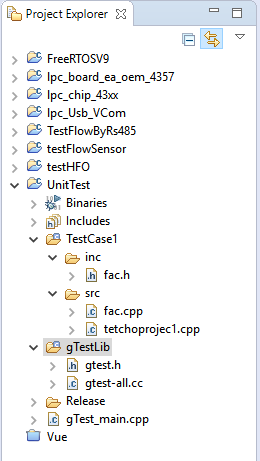 Project Explorer
FreeRTOSV9
lpc_board_ea_oem_4357
lpc_chip_43xx
lpc_Usb_VCom
TestFlowByRs485
testFlowSensor
testHFO
UnitTest
Binaries
Includes
TestCase1
inc
fac.h
src
fac.cpp
tetchoprojec1.cpp
gTestLib
gtest.h
gtest-all.cc
Release
gTest_main.cpp
Vue